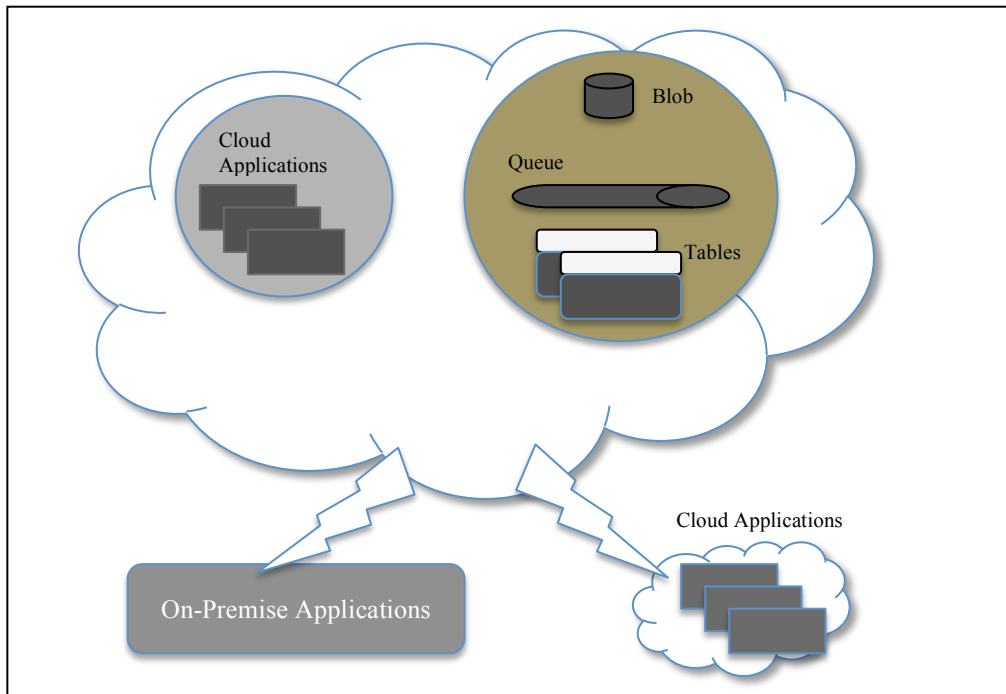 Blob
Cloud
Applications
Queue
Tables
Cloud Applications
On-Premise Applications